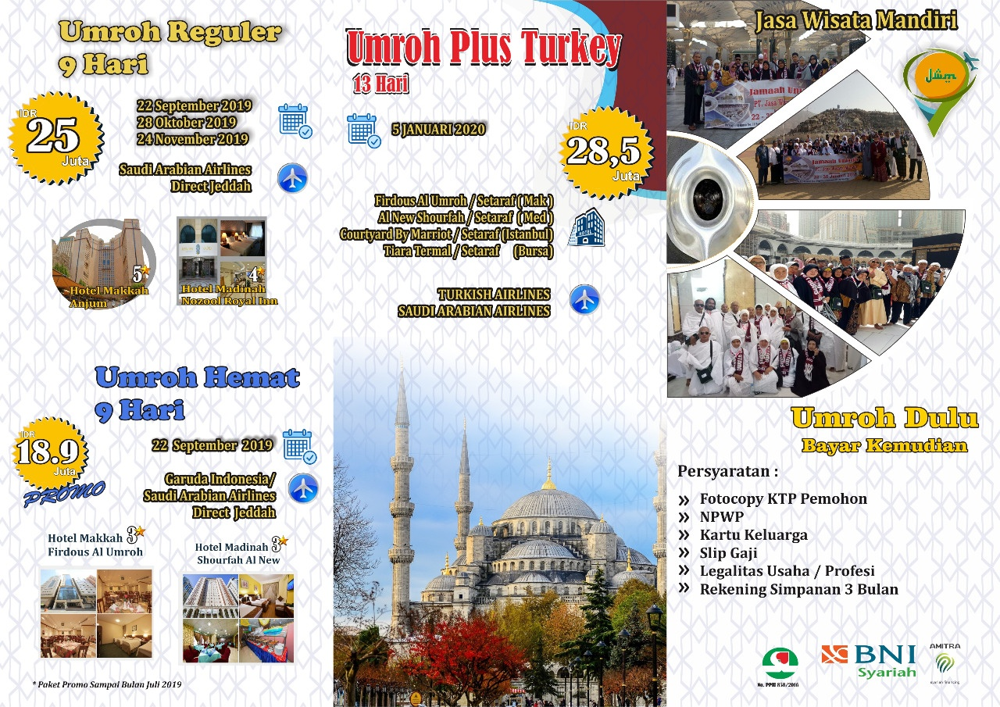 Umroh Reguler
9 Hari
IDR
25
Juta
22 September 2019
28 Oktober 2019
24 November 2019
Saudi Arabian Airlines
Direct Jeddah
5
Hotel Makkah
Anjum
4
Hotel Madinah
Nozool Royal Inn
Umroh Hemat
9 Hari
IDR
18.9
Juta
PROMO
22 September 2019
Garuda Indonesia/
Saudi Arabian Airlines
Direct Jeddah
Hotel Makkah 3
Firdous Al Umroh
Hotel Madinah 3
Shourfah Al New
* Paket Promo Sampai Bulan Juli 2019
Umroh Plus Turkey
13 Hari
5 JANUARI 2020
IDR
28,5
Juta
Firdous Al Umroh / Setaraf ( Mak )
Al New Shourfah / Setaraf ( Med )
Courtyard By Marriot / Setaraf (Istanbul)
Tiara Termal / Setaraf (Bursa)
HOTEL
TURKISH AIRLINES
SAUDI ARABIAN AIRLINES
Jasa Wisata Mandiri
Jamaah
PT. Jasa
Jamaah
Umroh Dulu
Bayar Kemudian
Persyaratan :
» Fotocopy KTP Pemohon
» NPWP
» Kartu Keluarga
» Slip Gaji
» Legalitas Usaha / Profesi
» Rekening Simpanan 3 Bulan
No. PPIU 858/2016
BNI
Syariah
AMITRA
syariah financing